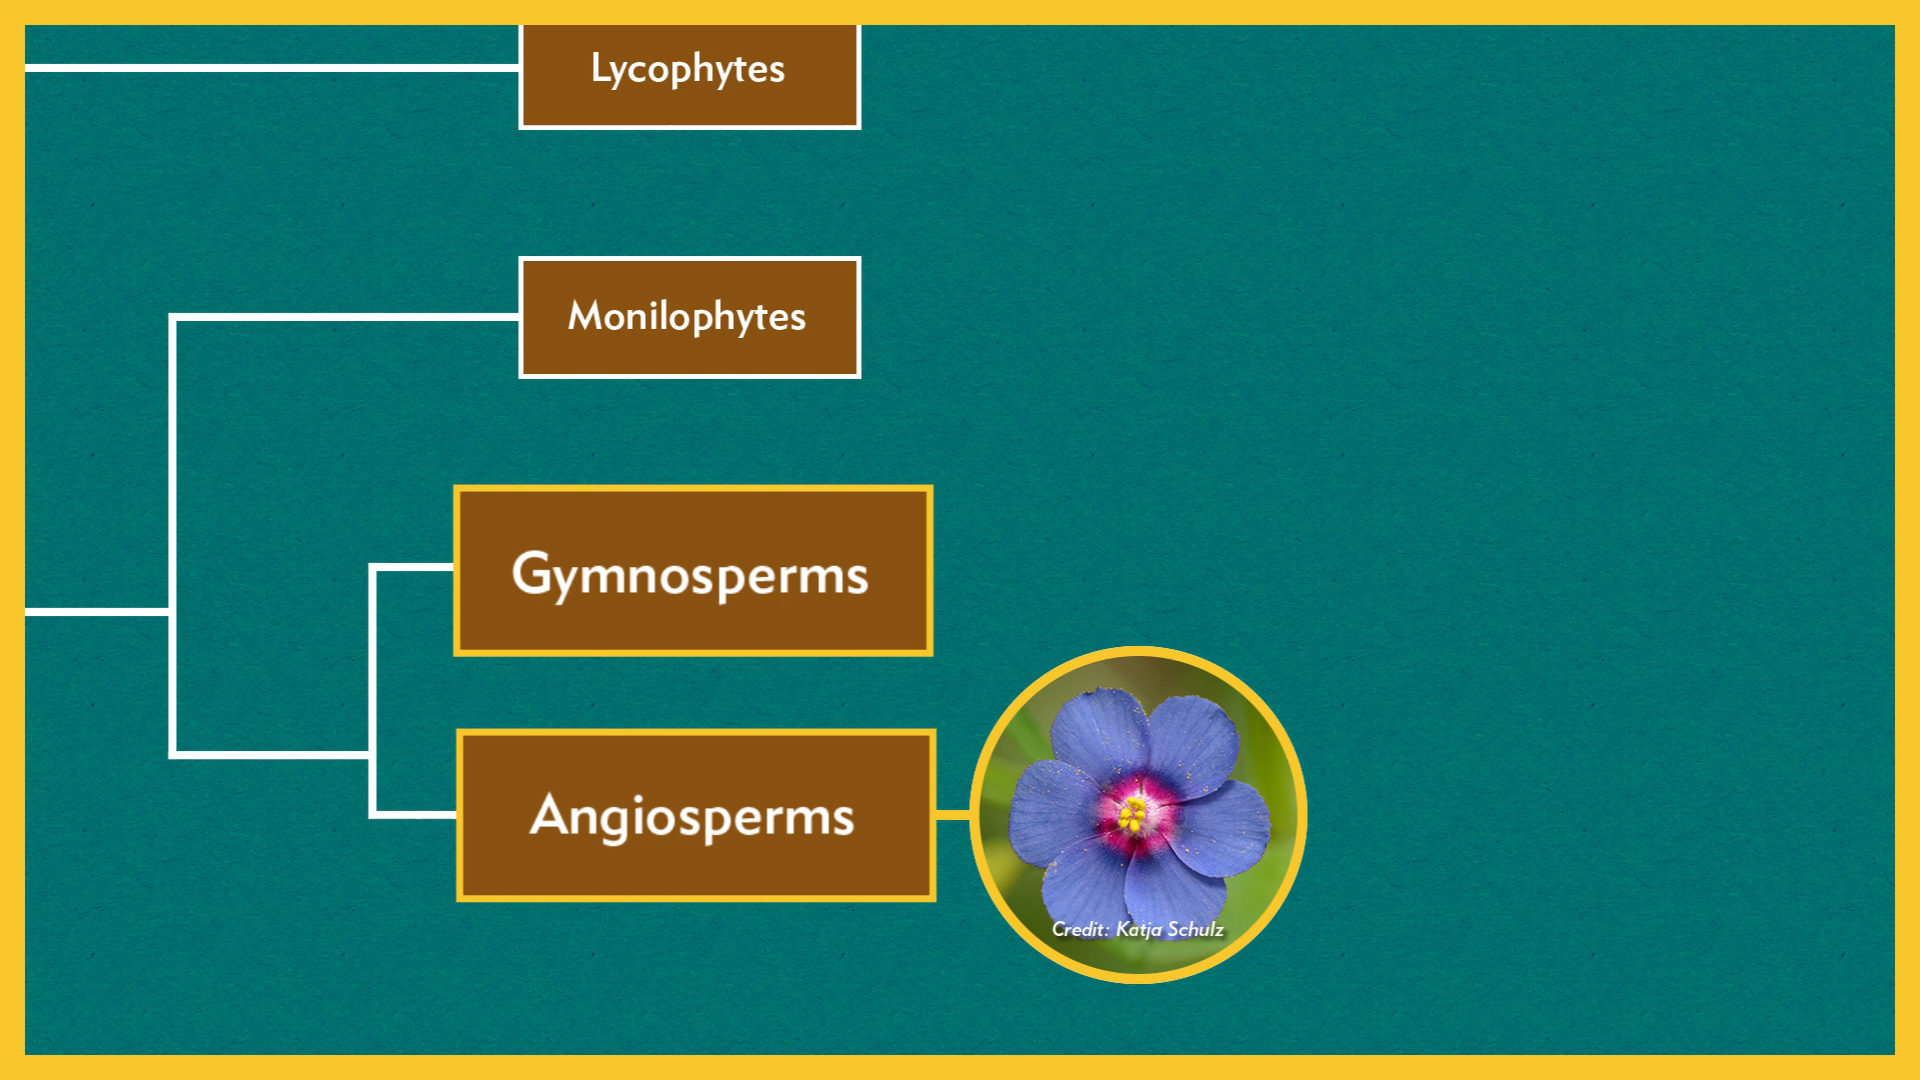 Lycophytes
Monilophytes
Gymnosperms
Angiosperms
Credit: Katja Schulz